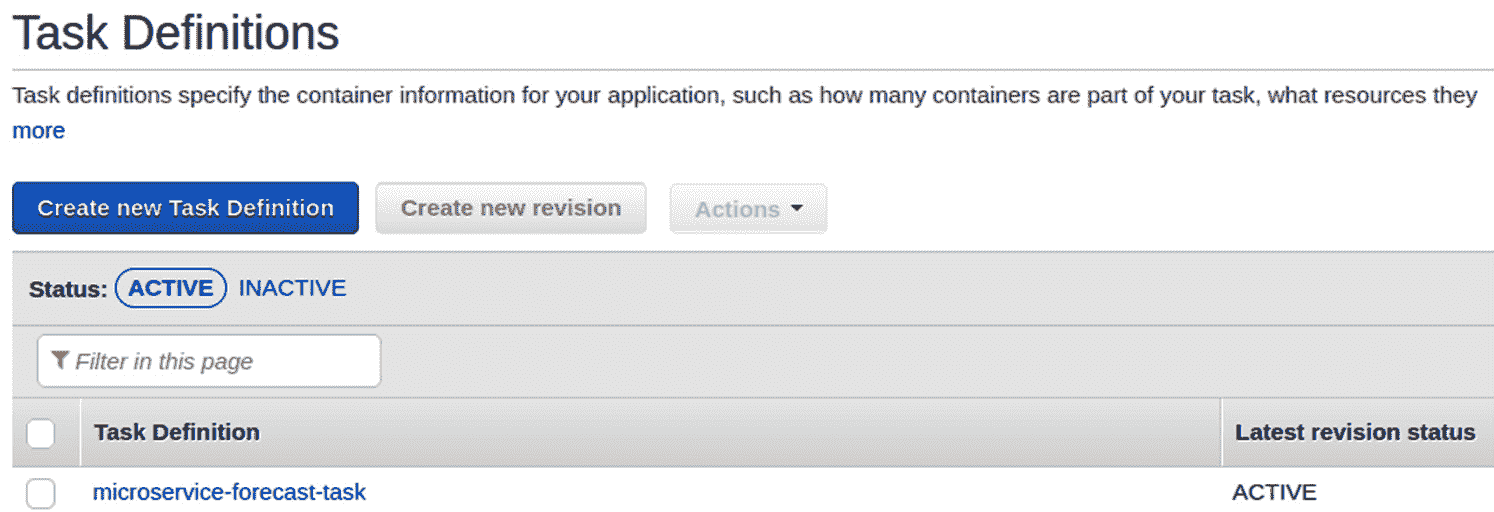 Task Definitions
Task definitions specify the container information for your application, such as how many containers are part of your task, what resources they
more
Create new Task Definition Create new revision Actions
Status: ACTIVE INACTIVE
Filter in this page
Task Definition Latest revision status
microservice-forecast-task ACTIVE